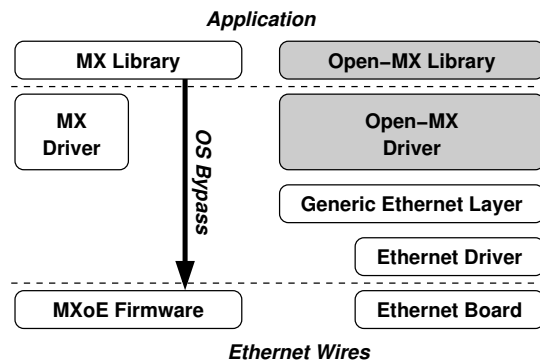 Application
MX Library
Open−MX Library
MX
Driver
OS Bypass
Open−MX
Driver
Generic Ethernet Layer
Ethernet Driver
MXoE Firmware
Ethernet Board
Ethernet Wires